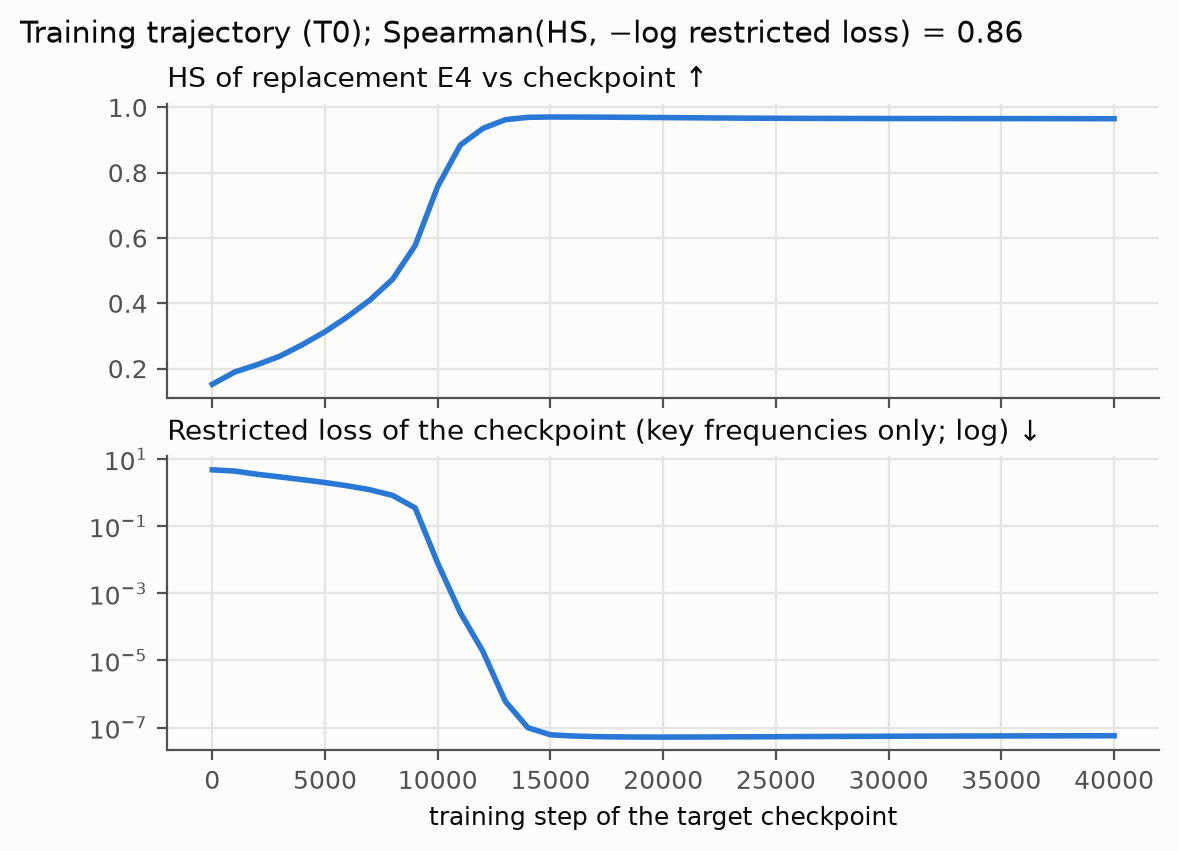 Training trajectory (T0); Spearman(HS, −log restricted loss) = 0.86
HS of replacement E4 vs checkpoint ↑
1.0
0.8
0.6
0.4
0.2
Restricted loss of the checkpoint (key frequencies only; log) ↓
10¹
10⁻¹
10⁻³
10⁻⁵
10⁻⁷
0 5000 10000 15000 20000 25000 30000 35000 40000
training step of the target checkpoint